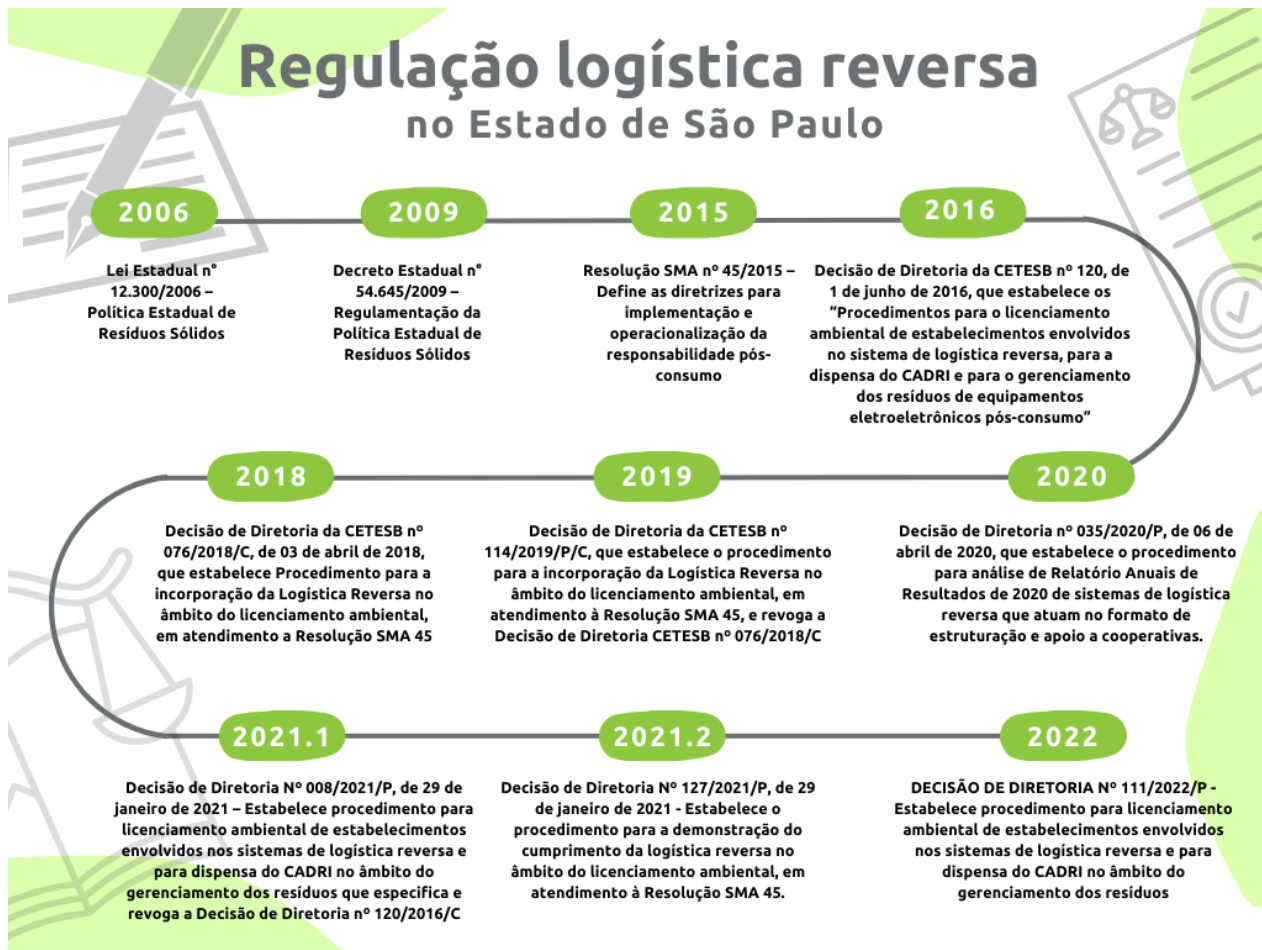 Regulação logística reversa
no Estado de São Paulo
2006
Lei Estadual n°
12.300/2006 –
Política Estadual de
Resíduos Sólidos
2009
Decreto Estadual n°
54.645/2009 –
Regulamentação da
Política Estadual de
Resíduos Sólidos
2015
Resolução SMA nº 45/2015 –
Define as diretrizes para
implementação e
operacionalização da
responsabilidade pós-
consumo
2016
Decisão de Diretoria da CETESB nº 120, de
1 de junho de 2016, que estabelece os
“Procedimentos para o licenciamento
ambiental de estabelecimentos envolvidos
no sistema de logística reversa, para a
dispensa do CADRI e para o gerenciamento
dos resíduos de equipamentos
eletroeletrônicos pós-consumo”
2018
Decisão de Diretoria da CETESB nº
076/2018/C, de 03 de abril de 2018,
que estabelece Procedimento para a
incorporação da Logística Reversa no
âmbito do licenciamento ambiental,
em atendimento a Resolução SMA 45
2019
Decisão de Diretoria da CETESB nº
114/2019/P/C, que estabelece o procedimento
para a incorporação da Logística Reversa no
âmbito do licenciamento ambiental, em
atendimento à Resolução SMA 45, e revoga a
Decisão de Diretoria CETESB nº 076/2018/C
2020
Decisão de Diretoria nº 035/2020/P, de 06 de
abril de 2020, que estabelece o procedimento
para análise de Relatório Anuais de
Resultados de 2020 de sistemas de logística
reversa que atuam no formato de
estruturação e apoio a cooperativas.
2021.1
Decisão de Diretoria Nº 008/2021/P, de 29 de
janeiro de 2021 – Estabelece procedimento para
licenciamento ambiental de estabelecimentos
envolvidos nos sistemas de logística reversa e
para dispensa do CADRI no âmbito do
gerenciamento dos resíduos que especifica e
revoga a Decisão de Diretoria nº 120/2016/C
2021.2
Decisão de Diretoria Nº 127/2021/P, de 29
de janeiro de 2021 - Estabelece o
procedimento para a demonstração do
cumprimento da logística reversa no
âmbito do licenciamento ambiental, em
atendimento à Resolução SMA 45.
2022
DECISÃO DE DIRETORIA Nº 111/2022/P -
Estabelece procedimento para licenciamento
ambiental de estabelecimentos envolvidos
nos sistemas de logística reversa e para
dispensa do CADRI no âmbito do
gerenciamento dos resíduos